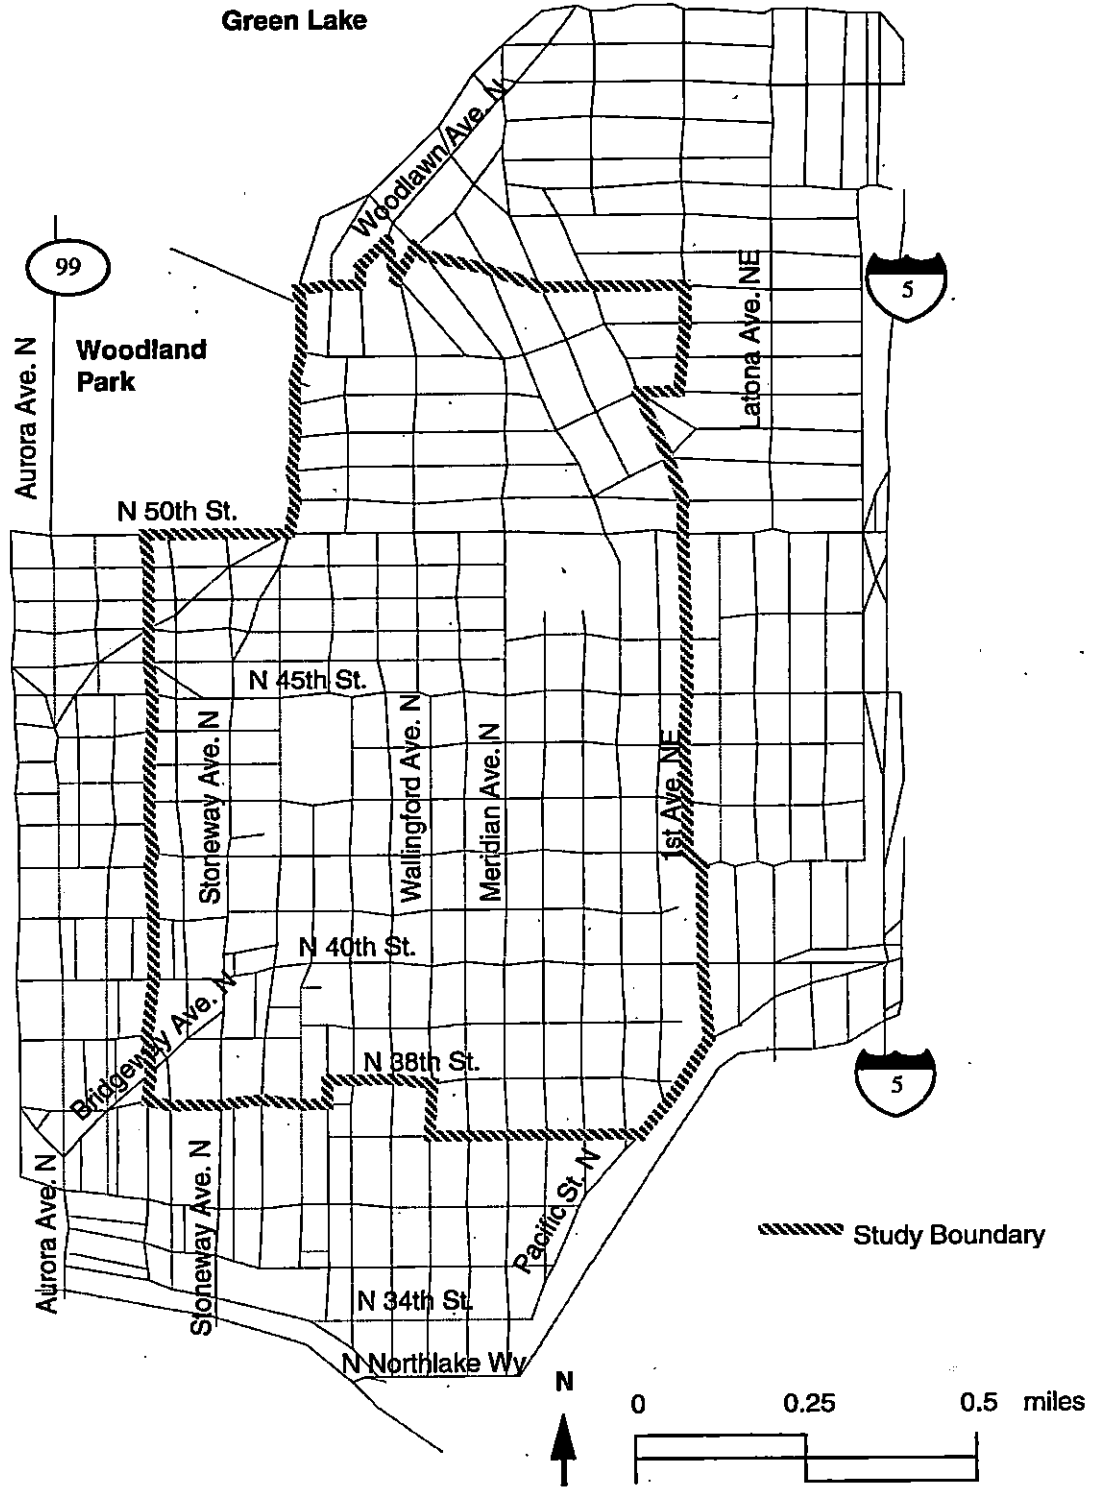 Green Lake
Woodlawn Ave. N
99
5
Woodland
Park
Aurora Ave. N
Latona Ave. NE
N 50th St.
N 45th St.
Stoneway Ave. N
Wallingford Ave. N
Meridian Ave. N
1st Ave. NE
N 40th St.
Bridgeway Ave. N
N 38th St.
5
Aurora Ave. N
Stoneway Ave. N
Pacific St. N
Study Boundary
N 34th St.
N Northlake Wy
N
0 0.25 0.5 miles